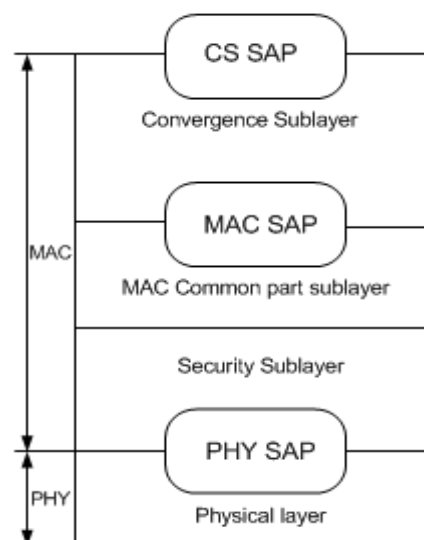 CS SAP
Convergence Sublayer
MAC SAP
MAC
MAC Common part sublayer
Security Sublayer
PHY SAP
PHY
Physical layer